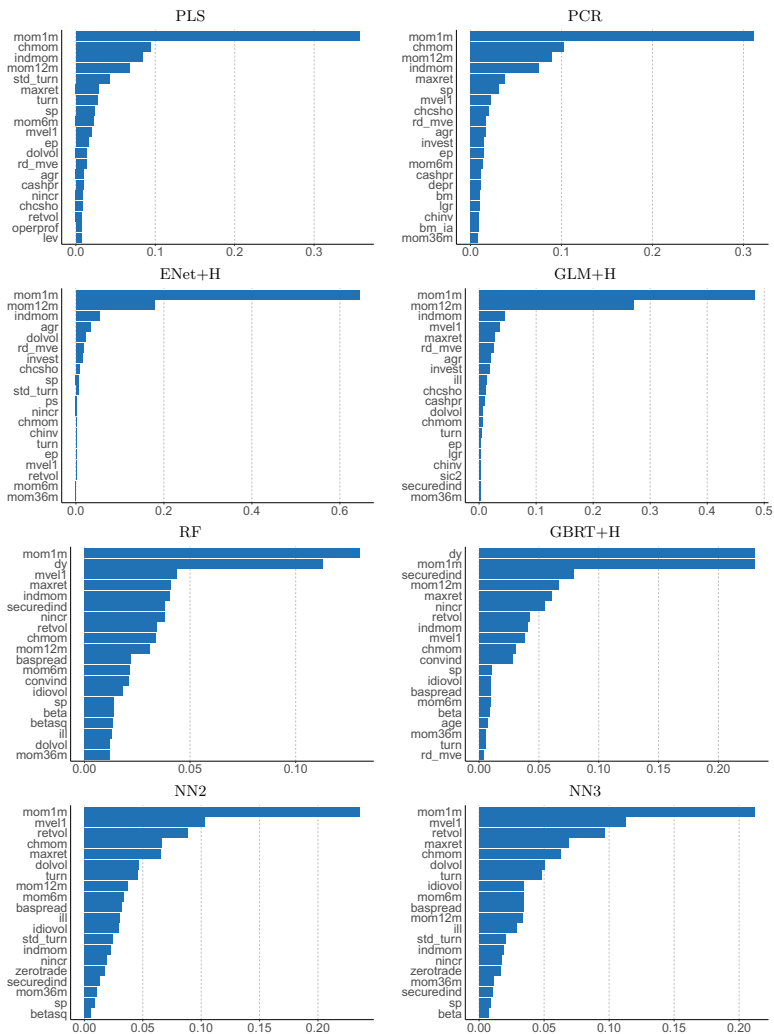 PLS
mom1m
chmom
indmom
mom12m
std_turn
maxret
turn
sp
mom6m
mvel1
ep
dolvol
rd_mve
agr
cashpr
nincr
chcsho
retvol
operprof
lev
0.0 0.1 0.2 0.3
PCR
mom1m
chmom
mom12m
indmom
maxret
sp
mvel1
chcsho
rd_mve
agr
invest
ep
mom6m
cashpr
depr
bm
lgr
chinv
bm_ia
mom36m
0.0 0.1 0.2 0.3
ENet+H
mom1m
mom12m
indmom
agr
dolvol
rd_mve
invest
chcsho
sp
std_turn
ps
nincr
chmom
chinv
turn
ep
mvel1
retvol
mom6m
mom36m
0.0 0.2 0.4 0.6
GLM+H
mom1m
mom12m
indmom
mvel1
maxret
rd_mve
agr
invest
ill
chcsho
cashpr
dolvol
chmom
turn
ep
lgr
chinv
sic2
securedind
mom36m
0.0 0.1 0.2 0.3 0.4 0.5
RF
mom1m
dy
mvel1
maxret
indmom
securedind
nincr
retvol
chmom
mom12m
baspread
mom6m
convind
idiovol
sp
beta
betasq
ill
dolvol
mom36m
0.00 0.05 0.10
GBRT+H
dy
mom1m
securedind
mom12m
maxret
nincr
retvol
indmom
mvel1
chmom
convind
sp
idiovol
baspread
mom6m
beta
age
mom36m
turn
rd_mve
0.00 0.05 0.10 0.15 0.20
NN2
mom1m
mvel1
retvol
chmom
maxret
dolvol
turn
mom12m
mom6m
baspread
ill
idiovol
std_turn
indmom
nincr
zerotrade
securedind
mom36m
sp
betasq
0.00 0.05 0.10 0.15 0.20
NN3
mom1m
mvel1
retvol
maxret
chmom
dolvol
turn
idiovol
mom6m
baspread
mom12m
ill
std_turn
indmom
nincr
zerotrade
mom36m
securedind
sp
beta
0.00 0.05 0.10 0.15 0.20